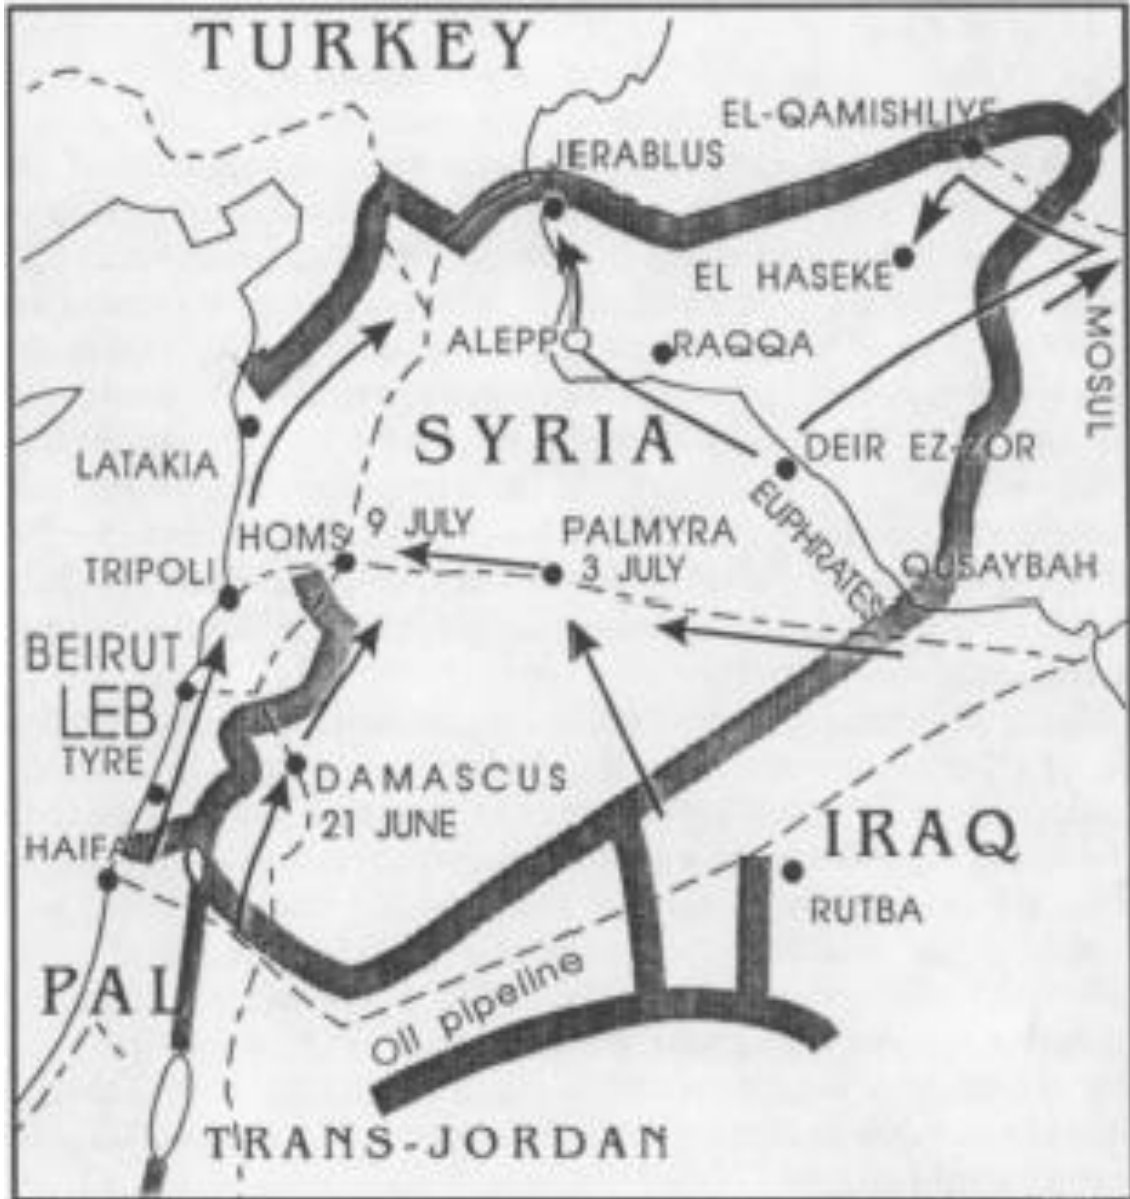 TURKEY
EL-QAMISHLIYE
JERABLUS
EL HASEKE
MOSUL
ALEPPO
RAQQA
SYRIA
LATAKIA
DEIR EZ-ZOR
EUPHRATES
HOMS
9 JULY
PALMYRA
3 JULY
TRIPOLI
QUSAYBAH
BEIRUT
LEB
TYRE
DAMASCUS
21 JUNE
HAIFA
IRAQ
RUTBA
PAL
Oil pipeline
TRANS-JORDAN